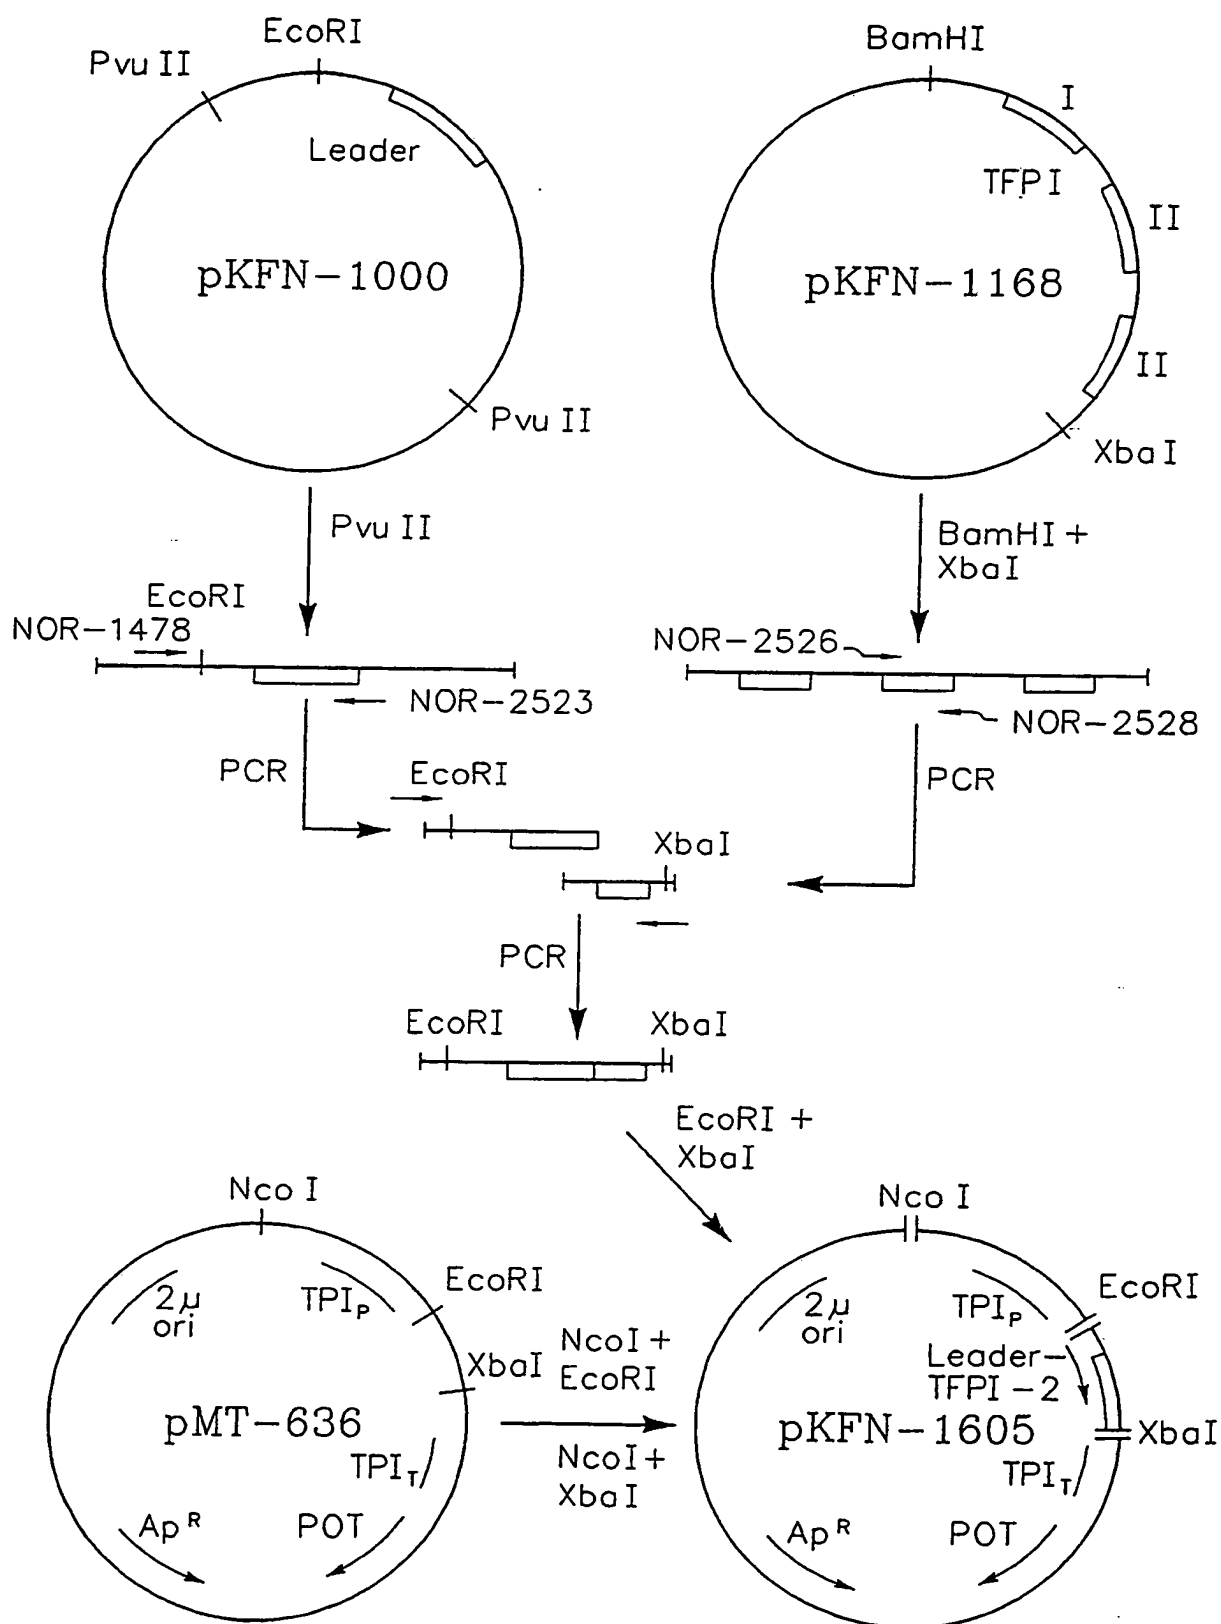 EcoRI
Pvu II
Leader
pKFN-1000
Pvu II
BamHI
I
TFPI
II
pKFN-1168
II
XbaI
Pvu II
BamHI +
XbaI
EcoRI
NOR-1478
NOR-2523
NOR-2526
NOR-2528
PCR
EcoRI
PCR
XbaI
PCR
EcoRI
XbaI
EcoRI +
XbaI
Nco I
2μ
ori
TPIP
EcoRI
XbaI
pMT-636
TPIT
ApR
POT
NcoI +
EcoRI
NcoI +
XbaI
Nco I
2μ
ori
TPIP
EcoRI
Leader-
TFPI-2
pKFN-1605
XbaI
TPIT
ApR
POT